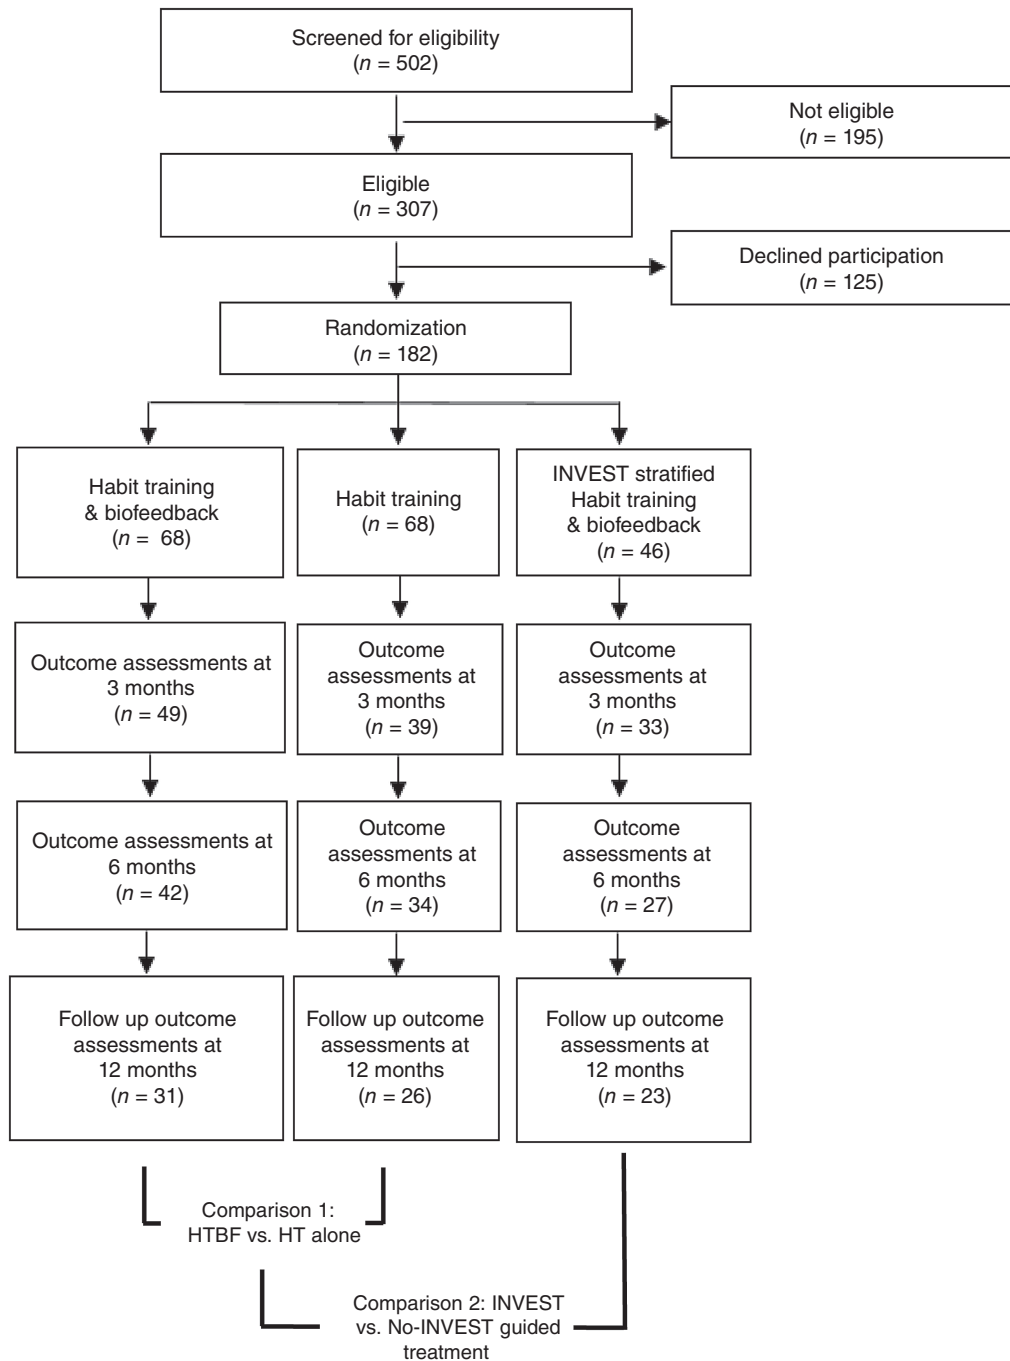 Screened for eligibility
(n = 502)
Not eligible
(n = 195)
Eligible
(n = 307)
Declined participation
(n = 125)
Randomization
(n = 182)
Habit training
& biofeedback
(n = 68)
Habit training
(n = 68)
INVEST stratified
Habit training
& biofeedback
(n = 46)
Outcome assessments at
3 months
(n = 49)
Outcome
assessments at
3 months
(n = 39)
Outcome
assessments at
3 months
(n = 33)
Outcome assessments at
6 months
(n = 42)
Outcome
assessments at
6 months
(n = 34)
Outcome
assessments at
6 months
(n = 27)
Follow up outcome
assessments at
12 months
(n = 31)
Follow up outcome
assessments at
12 months
(n = 26)
Follow up outcome
assessments at
12 months
(n = 23)
Comparison 1:
HTBF vs. HT alone
Comparison 2: INVEST
vs. No-INVEST guided
treatment